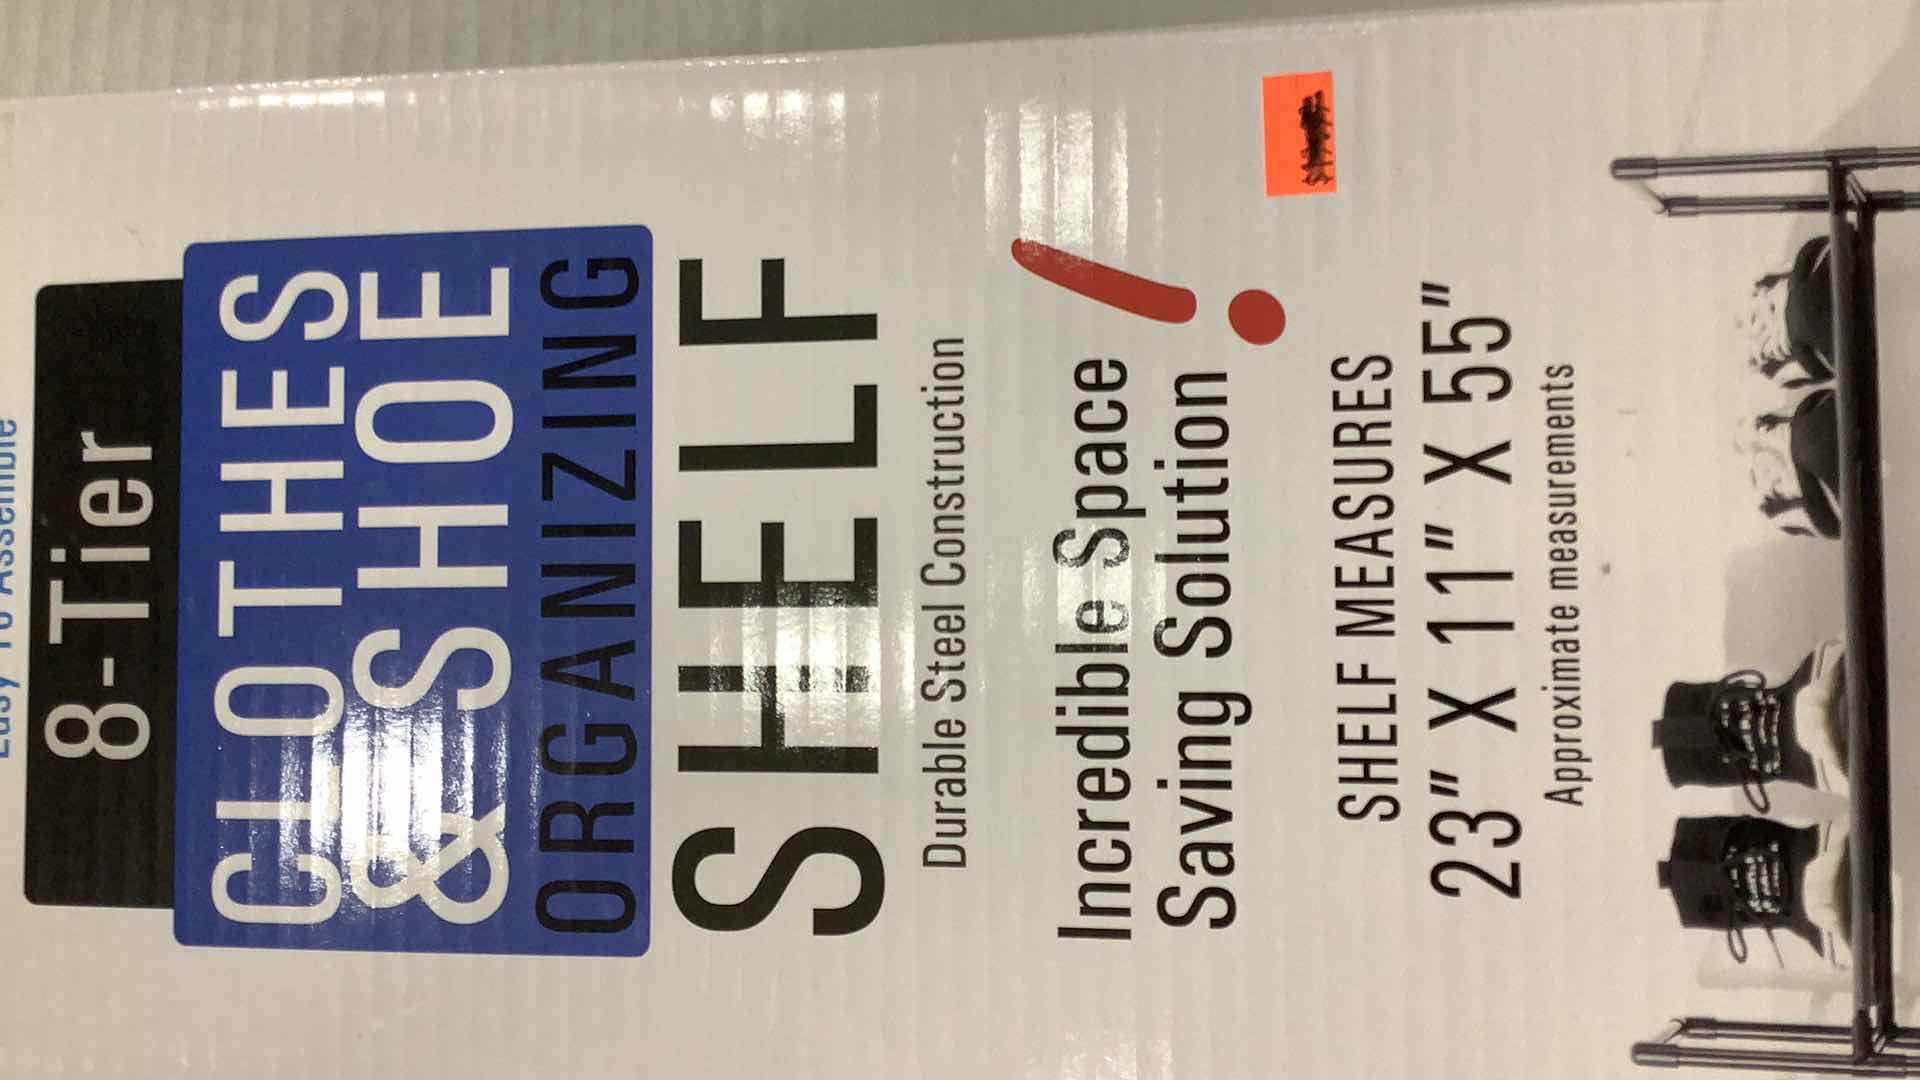 Easy To Assemble
8-Tier
CLOTHES
& SHOE
ORGANIZING
SHELF
Durable Steel Construction
Incredible Space
Saving Solution!
SHELF MEASURES
23" X 11" X 55"
Approximate measurements